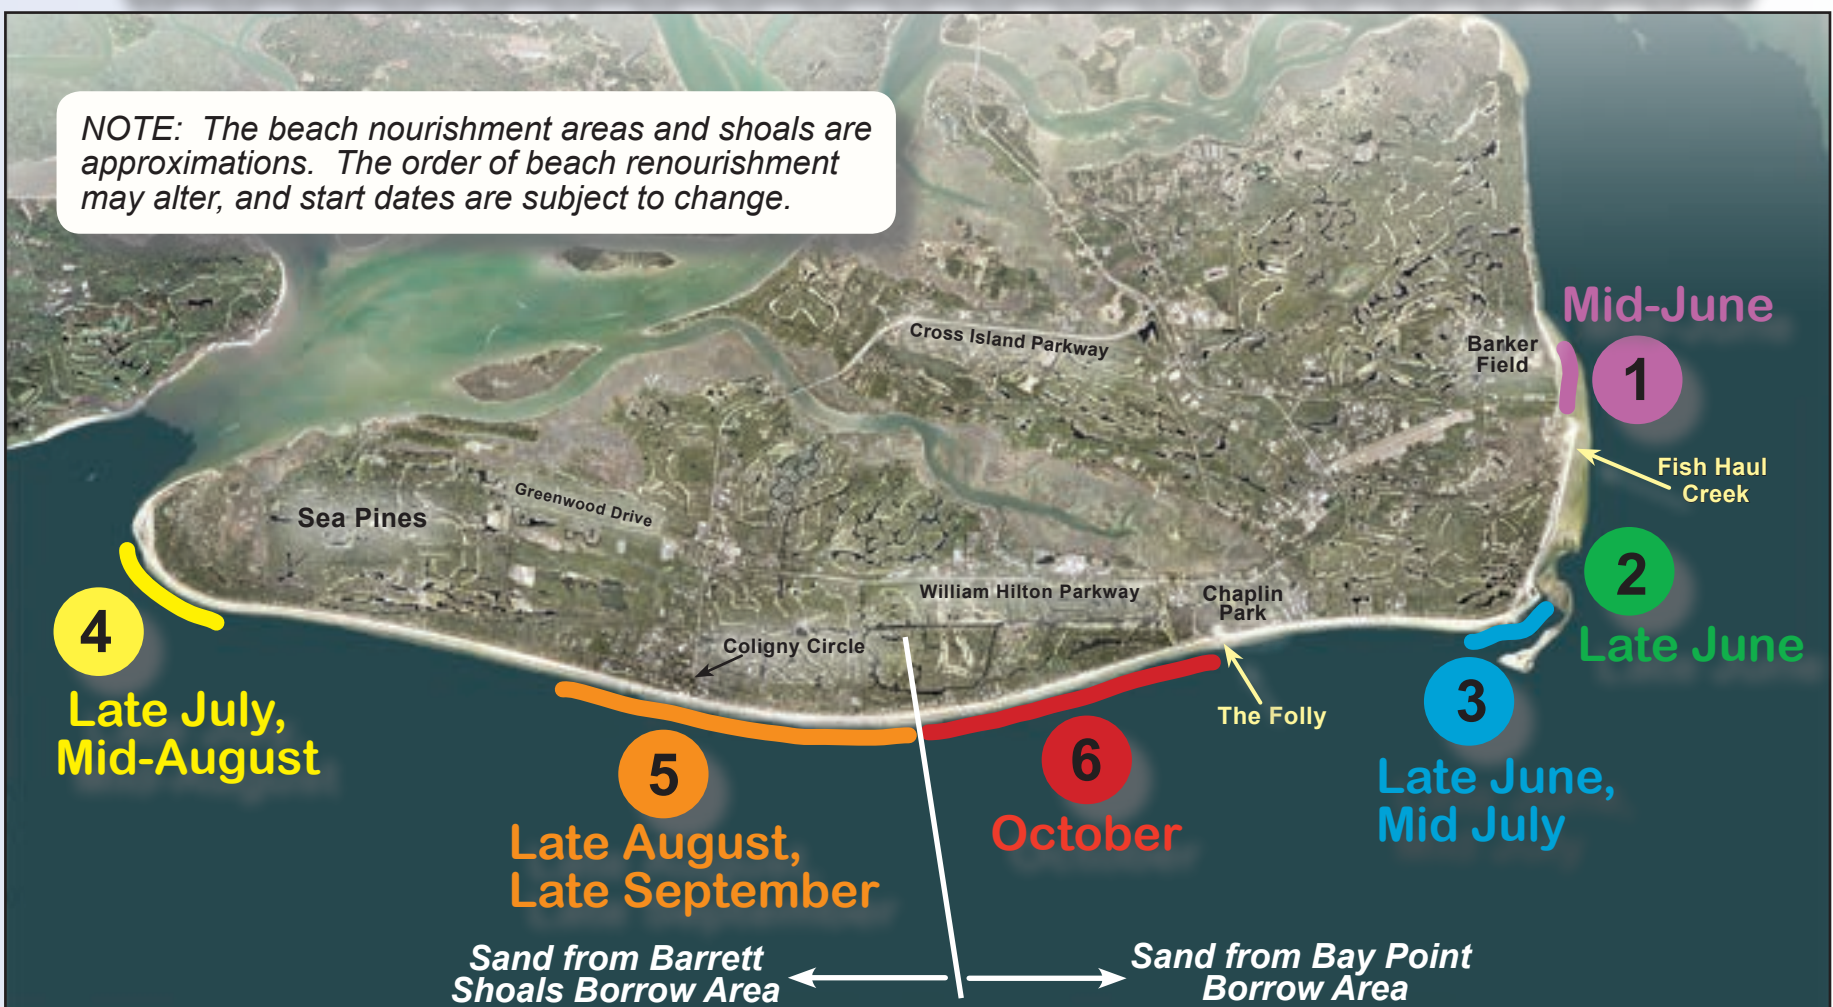 NOTE:  The beach nourishment areas and shoals are
approximations.  The order of beach renourishment
may alter, and start dates are subject to change.
Mid-June
1
Barker
Field
Cross Island Parkway
Fish Haul
Creek
Sea Pines
Greenwood Drive
2
Late June
William Hilton Parkway
Chaplin
Park
Coligny Circle
The Folly
3
Late June,
Mid July
4
Late July,
Mid-August
5
Late August,
Late September
6
October
Sand from Barrett
Shoals Borrow Area
Sand from Bay Point
Borrow Area